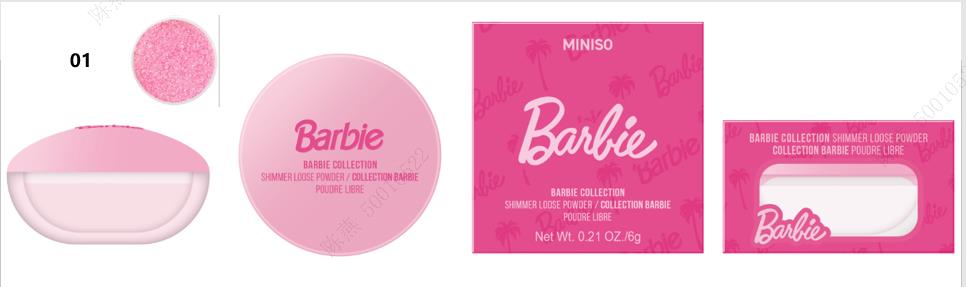 01
Barbie
BARBIE COLLECTION
SHIMMER LOOSE POWDER / COLLECTION BARBIE
POUDRE LIBRE
MINISO
Barbie
BARBIE COLLECTION
SHIMMER LOOSE POWDER / COLLECTION BARBIE
POUDRE LIBRE
Net Wt. 0.21 OZ./6g
BARBIE COLLECTION SHIMMER LOOSE POWDER
COLLECTION BARBIE POUDRE LIBRE
Barbie